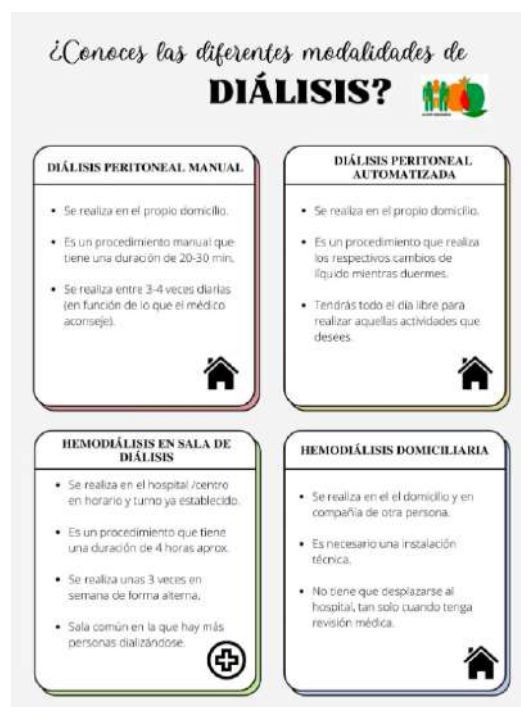 ¿Conoces las diferentes modalidades de
DIÁLISIS?
DIÁLISIS PERITONEAL MANUAL
• Se realiza en el propio domicilio.
• Es un procedimiento manual que
tiene una duración de 20-30 min.
• Se realiza entre 3-4 veces diarias
(en función de lo que el médico
aconseje).
DIÁLISIS PERITONEAL
AUTOMATIZADA
• Se realiza en el propio domicilio.
• Es un procedimiento que realiza
los respectivos cambios de
líquido mientras duermes.
• Tendrás todo el día libre para
realizar aquellas actividades que
desees.
HEMODIÁLISIS EN SALA DE
DIÁLISIS
• Se realiza en el hospital /centro
en horario y turno ya establecido.
• Es un procedimiento que tiene
una duración de 4 horas aprox.
• Se realiza unas 3 veces en
semana de forma alterna.
• Sala común en la que hay más
personas dializándose.
HEMODIÁLISIS DOMICILIARIA
• Se realiza en el el domicilio y en
compañía de otra persona.
• Es necesario una instalación
técnica.
• No tiene que desplazarse al
hospital, tan solo cuando tenga
revisión médica.